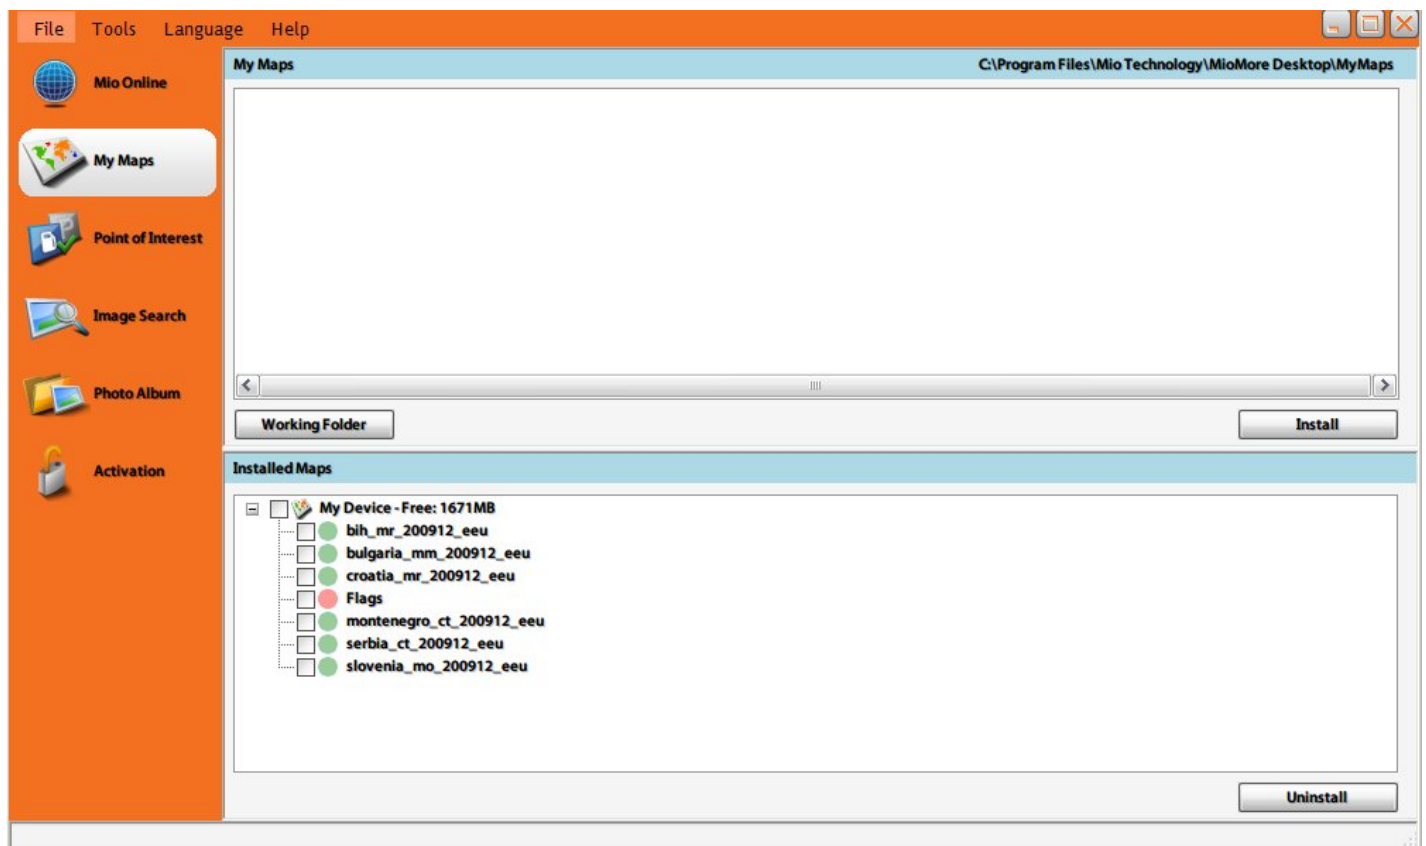 File Tools Language Help
Mio Online
My Maps
Point of Interest
Image Search
Photo Album
Activation
My Maps C:\Program Files\Mio Technology\MioMore Desktop\MyMaps
Working Folder Install
Installed Maps
My Device - Free: 1671MB
bih_mr_200912_eeu
bulgaria_mm_200912_eeu
croatia_mr_200912_eeu
Flags
montenegro_ct_200912_eeu
serbia_ct_200912_eeu
slovenia_mo_200912_eeu
Uninstall